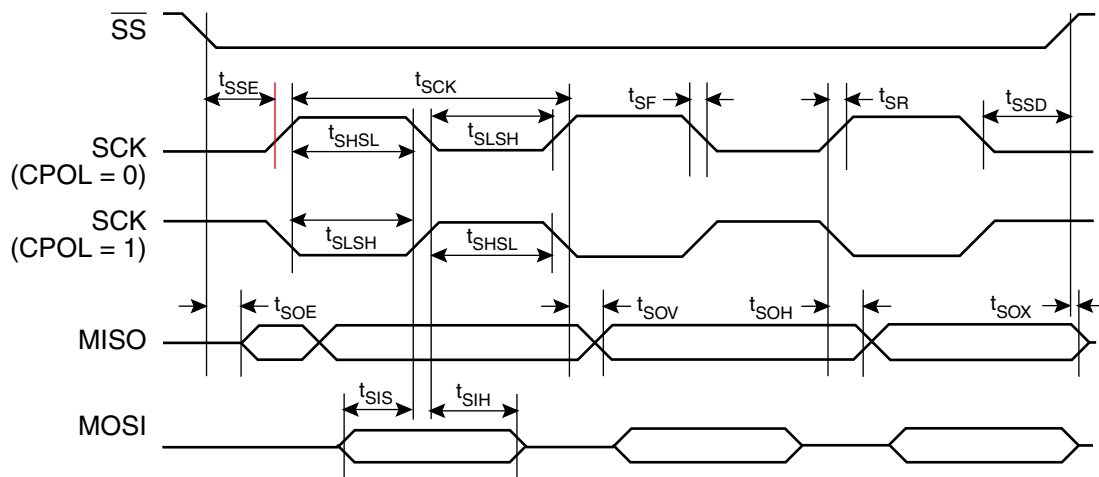 SS
tSSE
tSCK
tSF
tSR
tSSD
SCK
(CPOL = 0)
tSHSL
tSLSH
SCK
(CPOL = 1)
tSLSH
tSHSL
MISO
tSOE
tSOV
tSOH
tSOX
MOSI
tSIS
tSIH